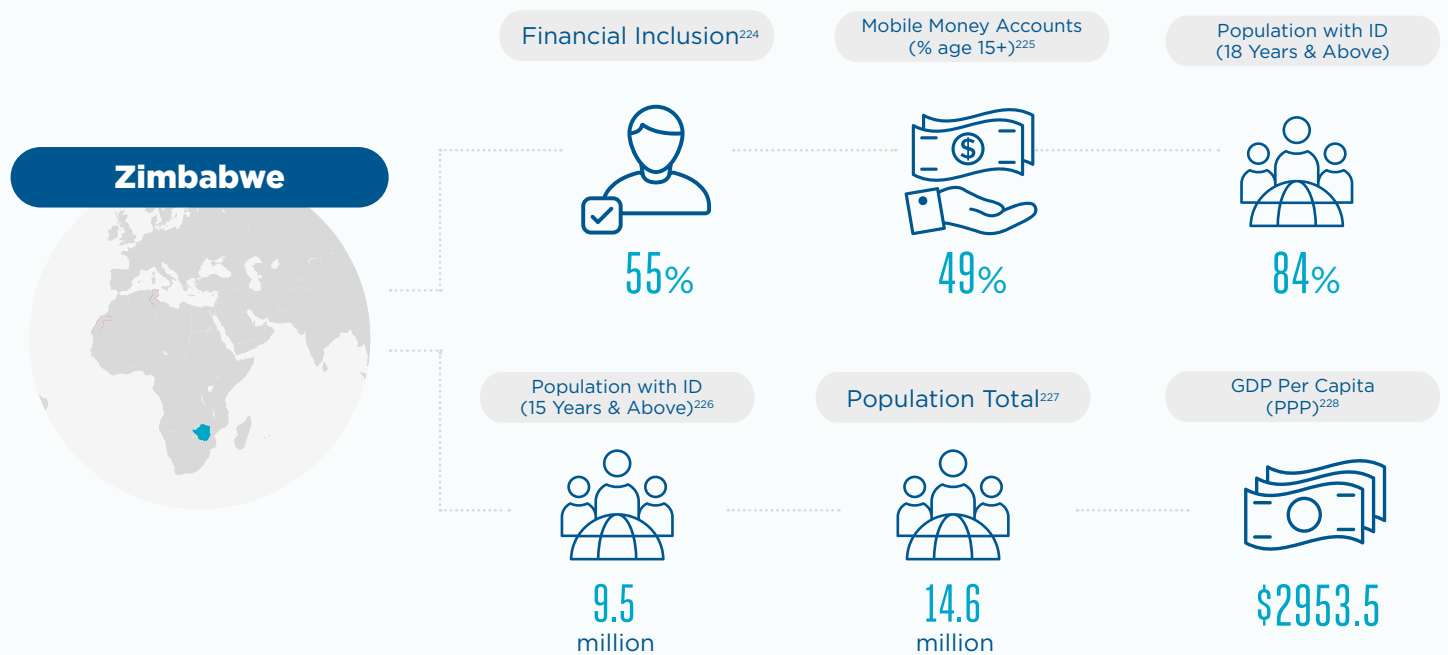 Zimbabwe
Financial Inclusion224
Mobile Money Accounts
(% age 15+)225
Population with ID
(18 Years & Above)
$
55%
49%
84%
Population with ID
(15 Years & Above)226
Population Total227
GDP Per Capita
(PPP)228
9.5
million
14.6
million
$2953.5